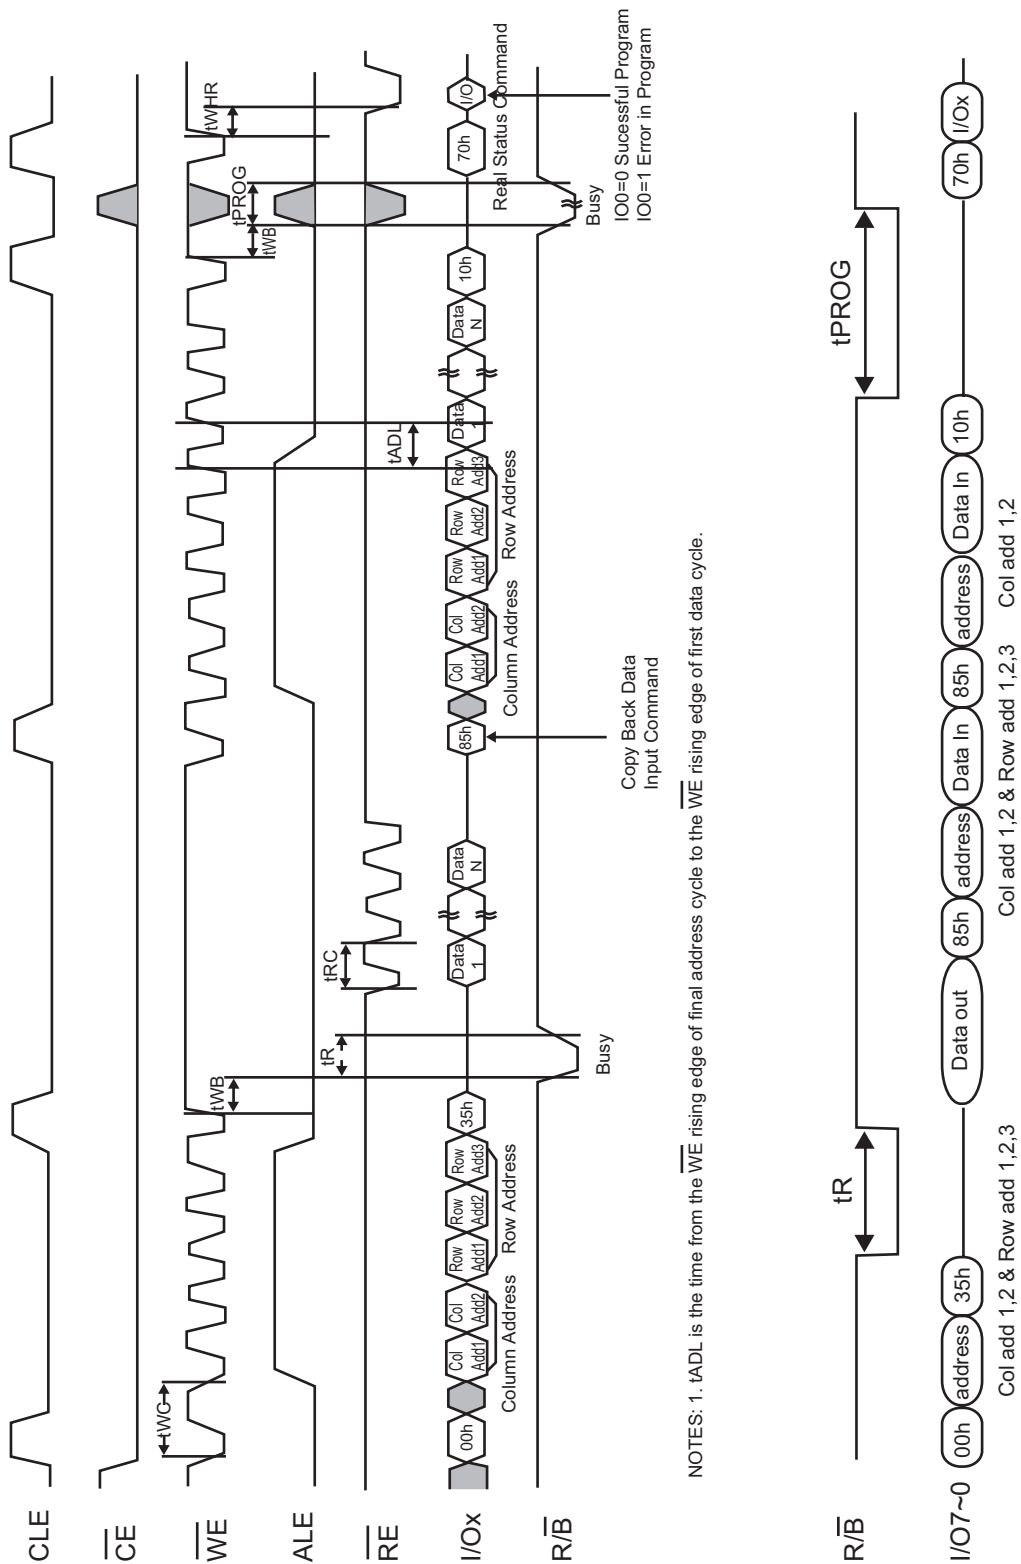 CLE
CE
WE
tWC
tWB
tADL
tWB
tPROG
tWHR
ALE
RE
tR
tRC
I/Ox
00h
Col Add1
Col Add2
Row Add1
Row Add2
Row Add3
35h
Data 1
Data N
85h
Col Add1
Col Add2
Row Add1
Row Add2
Row Add3
Data 1
Data N
10h
70h
I/O
Column Address
Row Address
Column Address
Row Address
Real Status Command
R/B
Busy
Busy
Copy Back Data
Input Command
IO0=0 Sucessful Program
IO0=1 Error in Program
NOTES: 1. tADL is the time from the WE rising edge of final address cycle to the WE rising edge of first data cycle.
R/B
tR
tPROG
I/O7~0
00h
address
35h
Data out
85h
address
Data In
85h
address
Data In
10h
70h
I/Ox
Col add 1,2 & Row add 1,2,3
Col add 1,2 & Row add 1,2,3
Col add 1,2